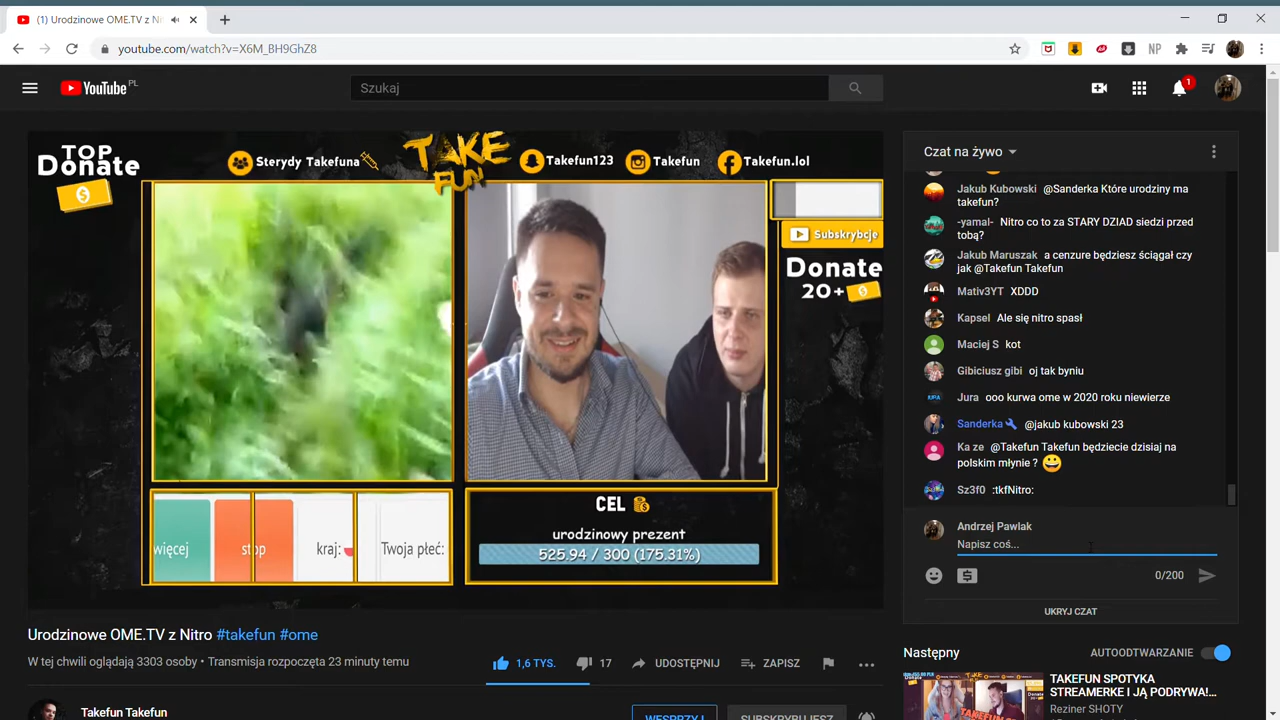 (1) Urodzinowe OME.TV z Ni
youtube.com/watch?v=X6M_BH9GhZ8
NP
YouTube PL
Szukaj
1
TOP
Donate
Sterydy Takefuna
TAKE
FUN
Takefun123
Takefun
Takefun.lol
Subskrybcje
Donate
20+
więcej
stop
kraj:
Twoja płeć:
CEL
urodzinowy prezent
525.94 / 300 (175.31%)
Urodzinowe OME.TV z Nitro #takefun #ome
W tej chwili oglądają 3303 osoby • Transmisja rozpoczęta 23 minuty temu
1,6 TYS.
17
UDOSTĘPNIJ
ZAPISZ
Takefun Takefun
WESPRZYJ
SUBSKRYBUJESZ
Czat na żywo
Jakub Kubowski @Sanderka Które urodziny ma
takefun?
-yamal- Nitro co to za STARY DZIAD siedzi przed
tobą?
Jakub Maruszak a cenzure będziesz ściągał czy
jak @Takefun Takefun
Mativ3YT XDDD
Kapsel Ale się nitro spasł
Maciej S kot
Gibiciusz gibi oj tak byniu
Jura ooo kurwa ome w 2020 roku niewierze
Sanderka @jakub kubowski 23
Ka ze @Takefun Takefun będziecie dzisiaj na
polskim młynie ?
Sz3f0 :tkfNitro:
Andrzej Pawlak
Napisz coś...
0/200
UKRYJ CZAT
Następny
AUTOODTWARZANIE
TAKEFUN SPOTYKA
STREAMERKE I JĄ PODRYWA!...
Reziner SHOTY